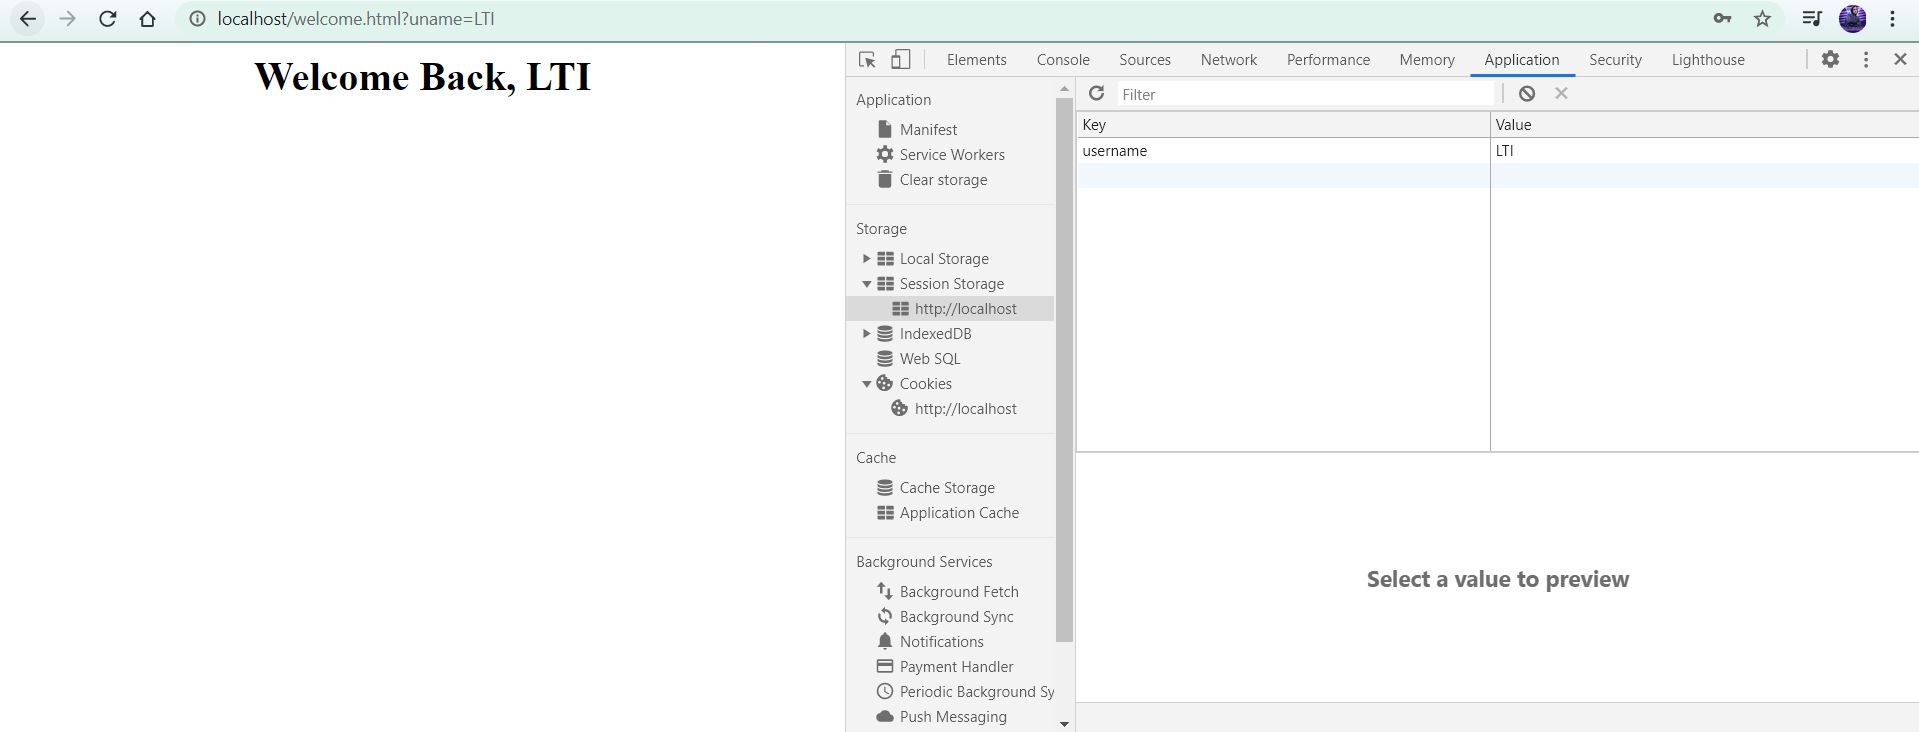 localhost/welcome.html?uname=LTI
Welcome Back, LTI
Elements Console Sources Network Performance Memory Application Security Lighthouse
Application
Manifest
Service Workers
Clear storage
Storage
Local Storage
Session Storage
http://localhost
IndexedDB
Web SQL
Cookies
http://localhost
Cache
Cache Storage
Application Cache
Background Services
Background Fetch
Background Sync
Notifications
Payment Handler
Periodic Background Sy
Push Messaging
Filter
Key Value
username LTI
Select a value to preview